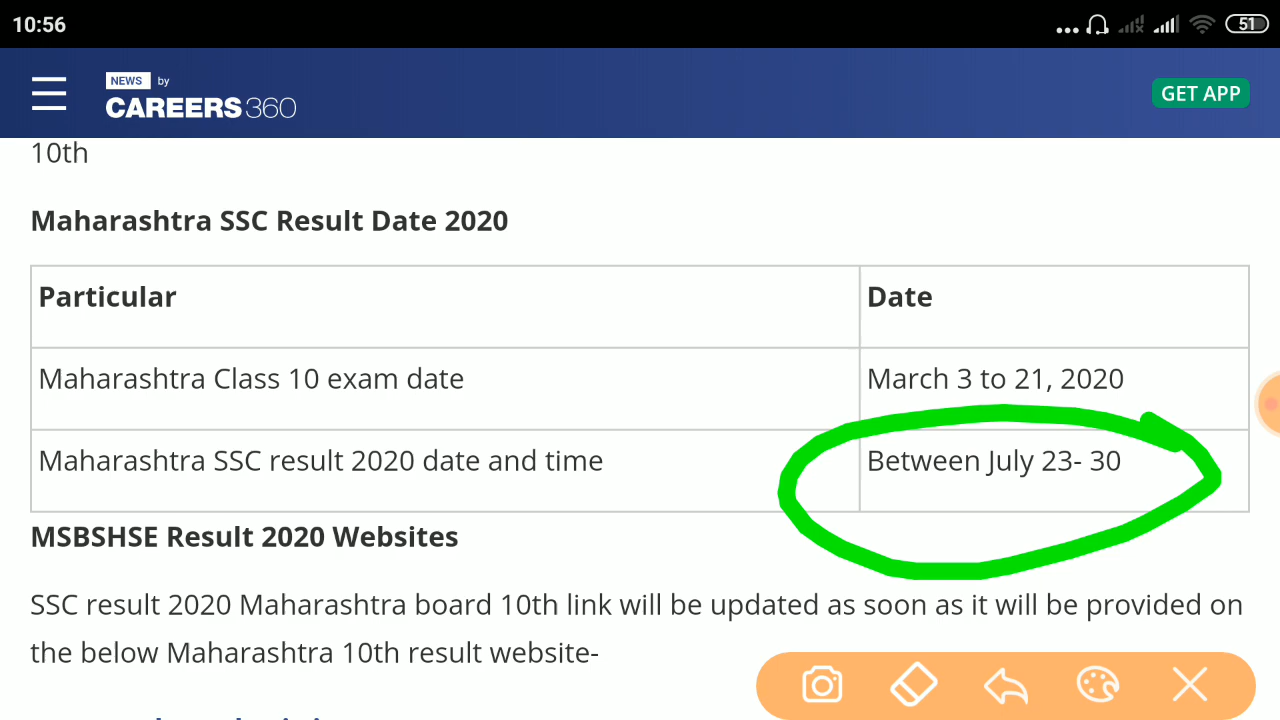 10:56
51
NEWS by
CAREERS360
GET APP
10th
Maharashtra SSC Result Date 2020
Particular Date
Maharashtra Class 10 exam date March 3 to 21, 2020
Maharashtra SSC result 2020 date and time Between July 23- 30
MSBSHSE Result 2020 Websites
SSC result 2020 Maharashtra board 10th link will be updated as soon as it will be provided on
the below Maharashtra 10th result website-